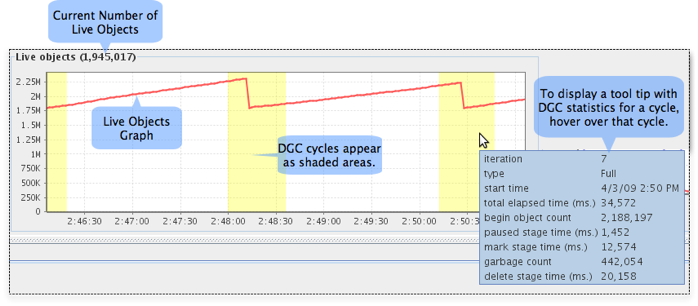 Current Number of
Live Objects
Live objects (1,945,017)
2.25M
2M
1.75M
1.5M
1.25M
1M
750K
500K
250K
0
2:46:30
2:47:00
2:47:30
2:48:00
2:48:30
2:49:00
2:49:30
2:50:00
2:50:3
Live Objects
Graph
DGC cycles appear
as shaded areas.
To display a tool tip with
DGC statistics for a cycle,
hover over that cycle.
iteration 7
type Full
start time 4/3/09 2:50 PM
total elapsed time (ms.) 34,572
begin object count 2,188,197
paused stage time (ms.) 1,452
mark stage time (ms.) 12,574
garbage count 442,054
delete stage time (ms.) 20,158